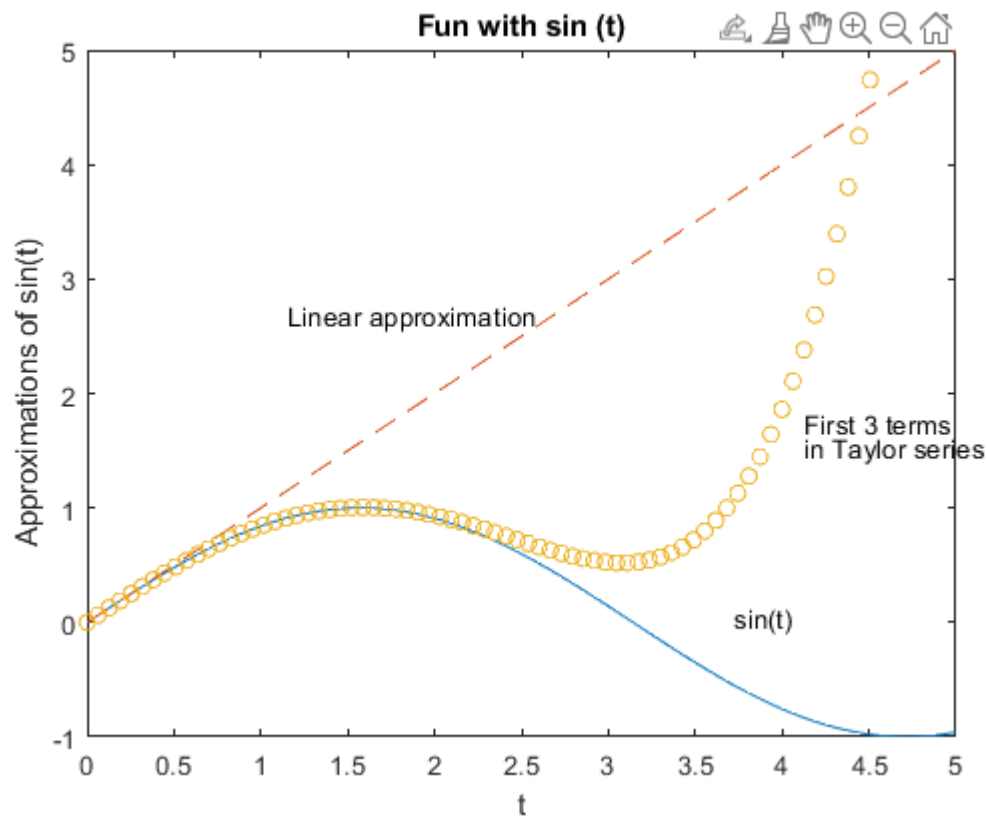 Fun with sin (t)
5
4
3
2
1
0
-1
Approximations of sin(t)
Linear approximation
First 3 terms
in Taylor series
sin(t)
0
0.5
1
1.5
2
2.5
3
3.5
4
4.5
5
t